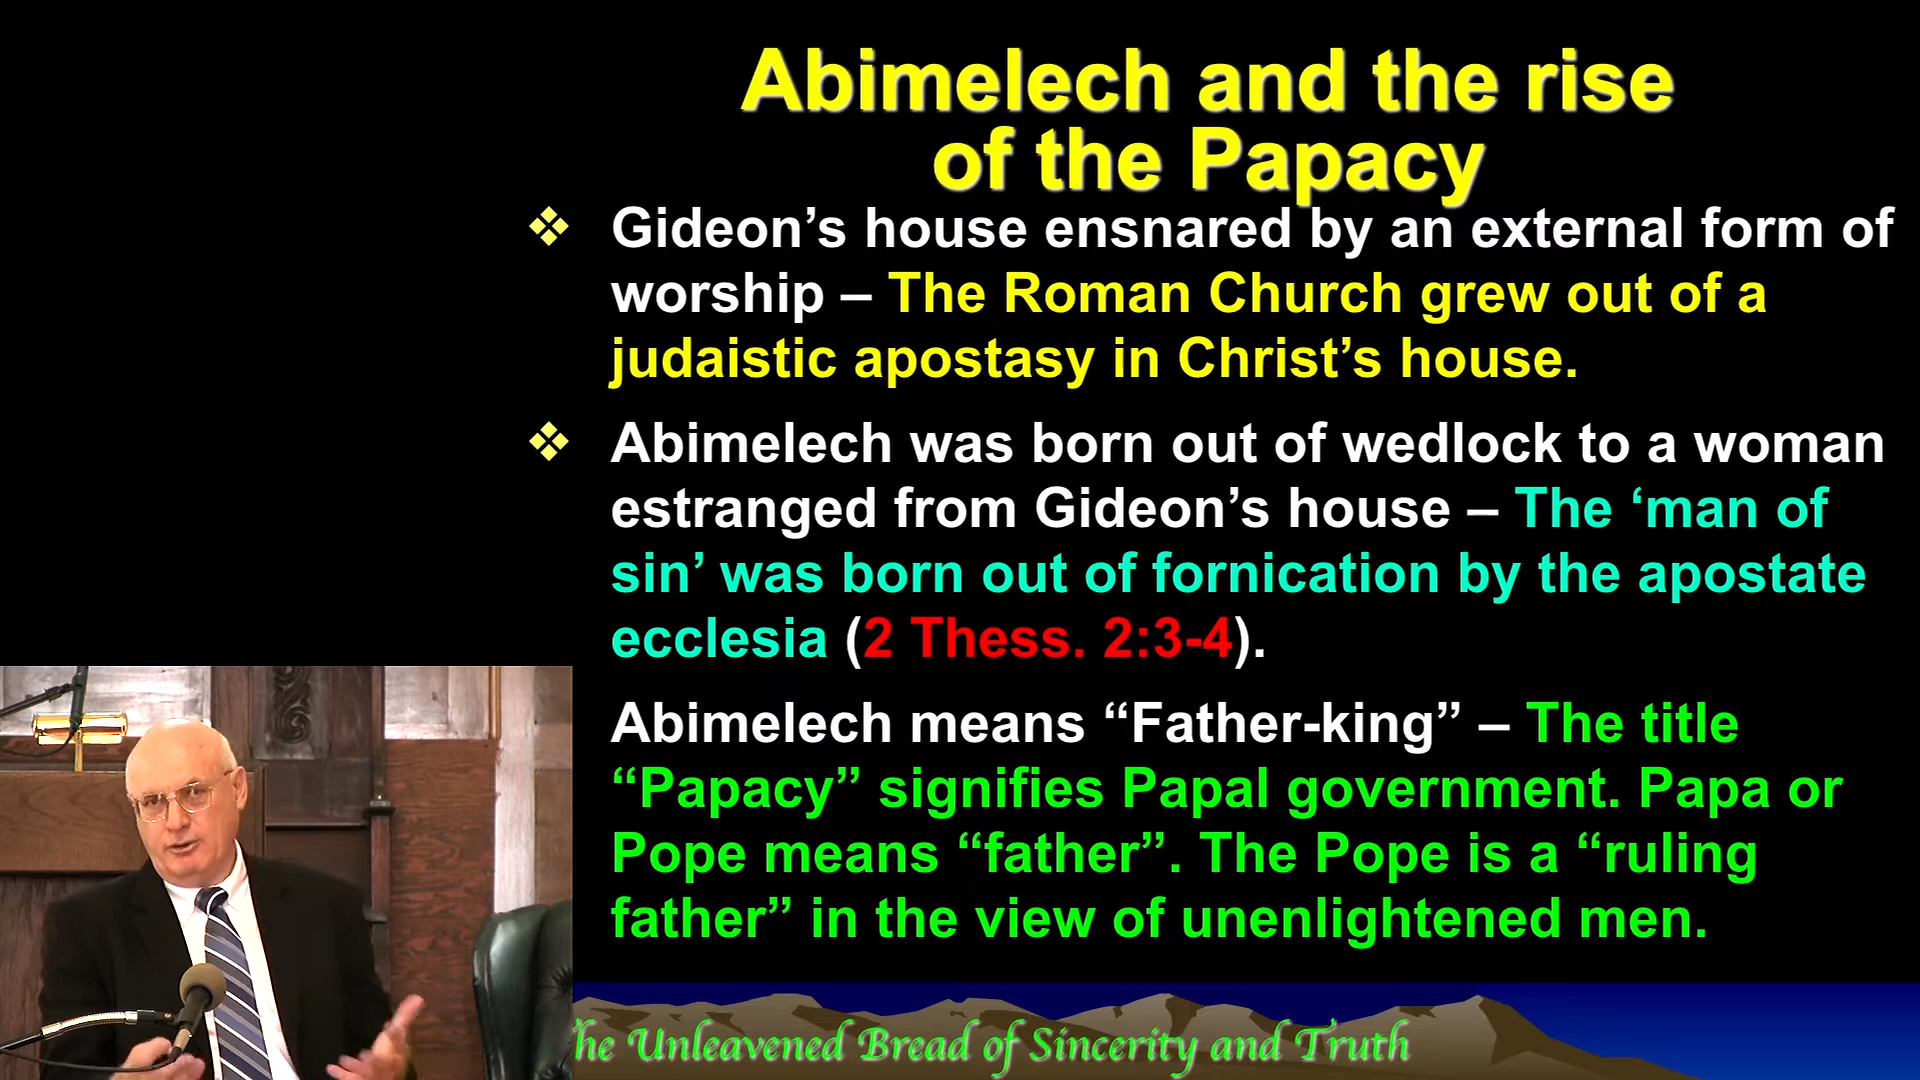 Abimelech and the rise
of the Papacy
Gideon’s house ensnared by an external form of
worship – The Roman Church grew out of a
judaistic apostasy in Christ’s house.
Abimelech was born out of wedlock to a woman
estranged from Gideon’s house – The ‘man of
sin’ was born out of fornication by the apostate
ecclesia (2 Thess. 2:3-4).
Abimelech means “Father-king” – The title
“Papacy” signifies Papal government. Papa or
Pope means “father”. The Pope is a “ruling
father” in the view of unenlightened men.
he Unleavened Bread of Sincerity and Truth